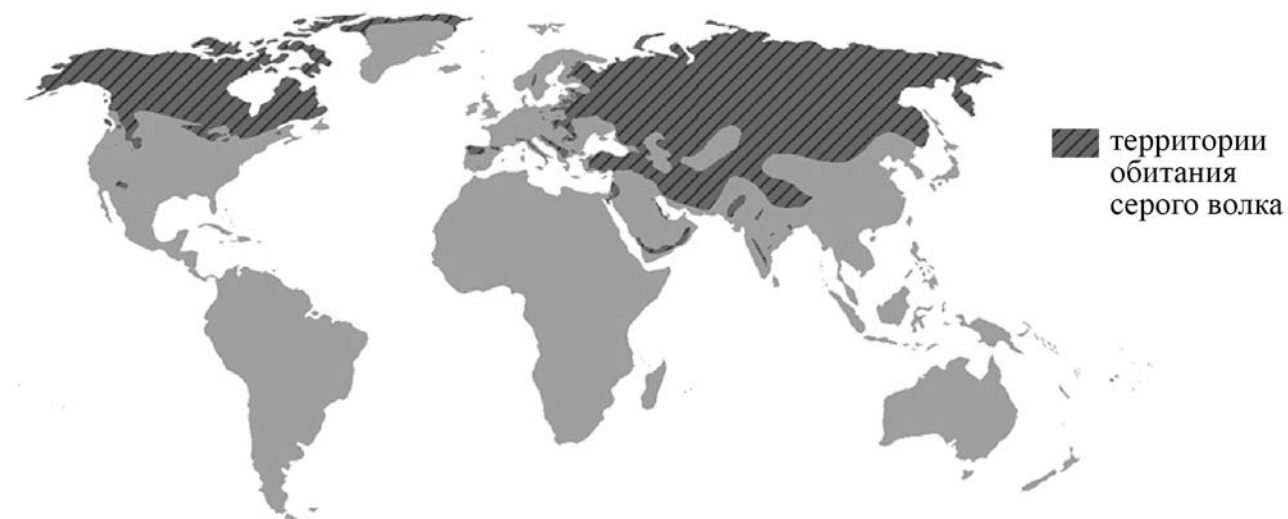 территории
обитания
серого волка